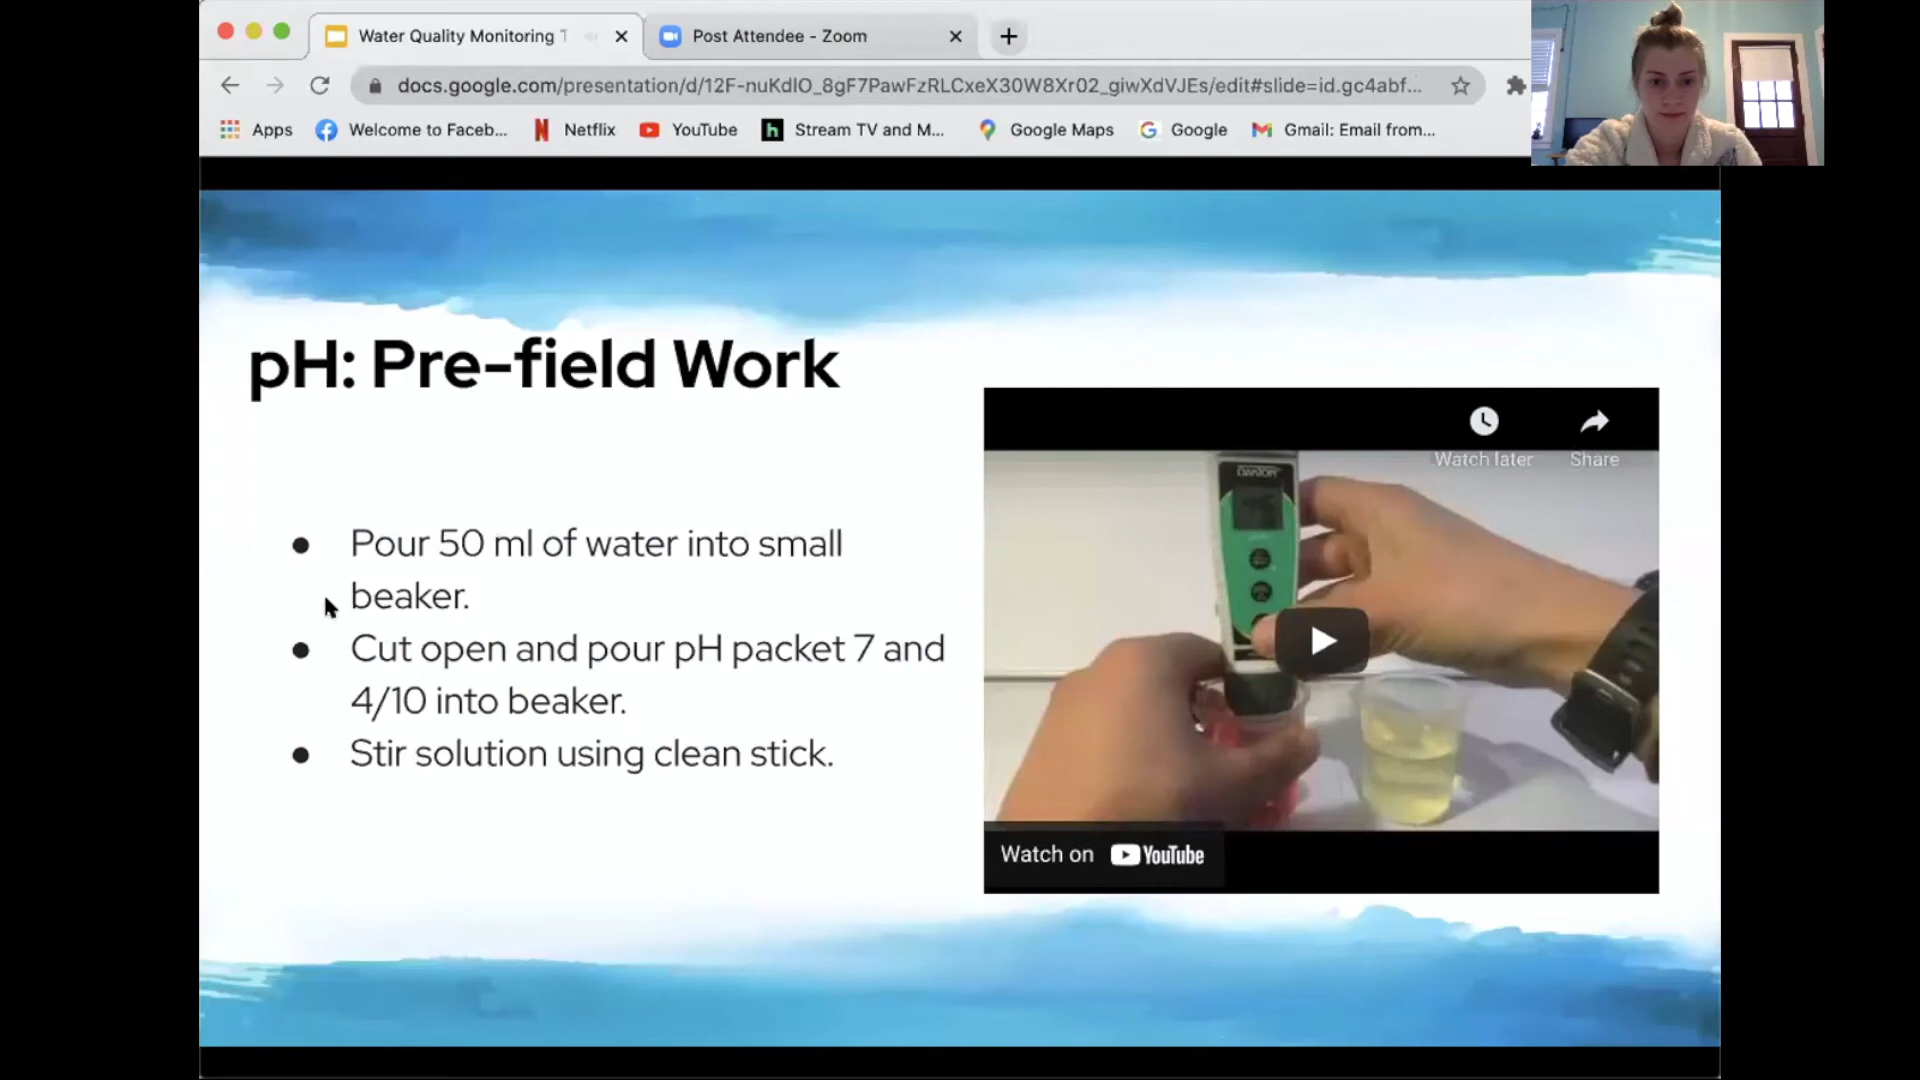 Water Quality Monitoring T
Post Attendee - Zoom
docs.google.com/presentation/d/12F-nuKdIO_8gF7PawFzRLCxeX30W8Xr02_giwXdVJEs/edit#slide=id.gc4abf...
Apps
Welcome to Faceb...
Netflix
YouTube
Stream TV and M...
Google Maps
Google
Gmail: Email from...
pH: Pre-field Work
Pour 50 ml of water into small
beaker.
Cut open and pour pH packet 7 and
4/10 into beaker.
Stir solution using clean stick.
Watch later
Share
OAKTON
Watch on YouTube